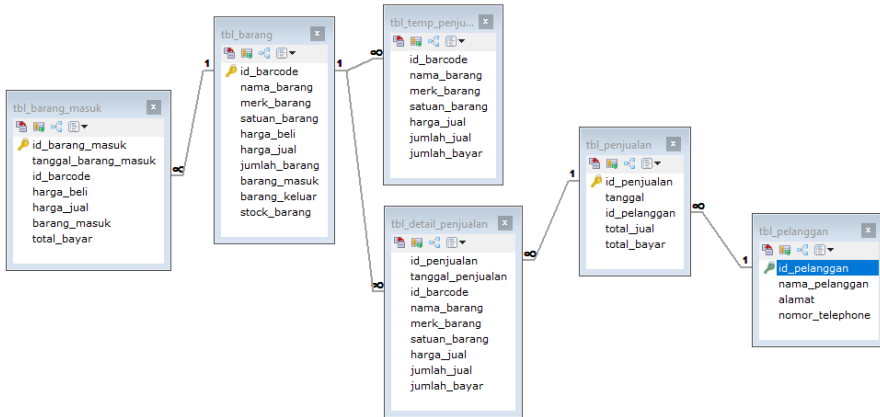 tbl_barang_masuk
id_barang_masuk
tanggal_barang_masuk
id_barcode
harga_beli
harga_jual
barang_masuk
total_bayar
∞
1
tbl_barang
id_barcode
nama_barang
merk_barang
satuan_barang
harga_beli
harga_jual
jumlah_barang
barang_masuk
barang_keluar
stock_barang
1
∞
∞
tbl_temp_penju...
id_barcode
nama_barang
merk_barang
satuan_barang
harga_jual
jumlah_jual
jumlah_bayar
tbl_detail_penjualan
id_penjualan
tanggal_penjualan
id_barcode
nama_barang
merk_barang
satuan_barang
harga_jual
jumlah_jual
jumlah_bayar
∞
1
tbl_penjualan
id_penjualan
tanggal
id_pelanggan
total_jual
total_bayar
∞
1
tbl_pelanggan
id_pelanggan
nama_pelanggan
alamat
nomor_telephone